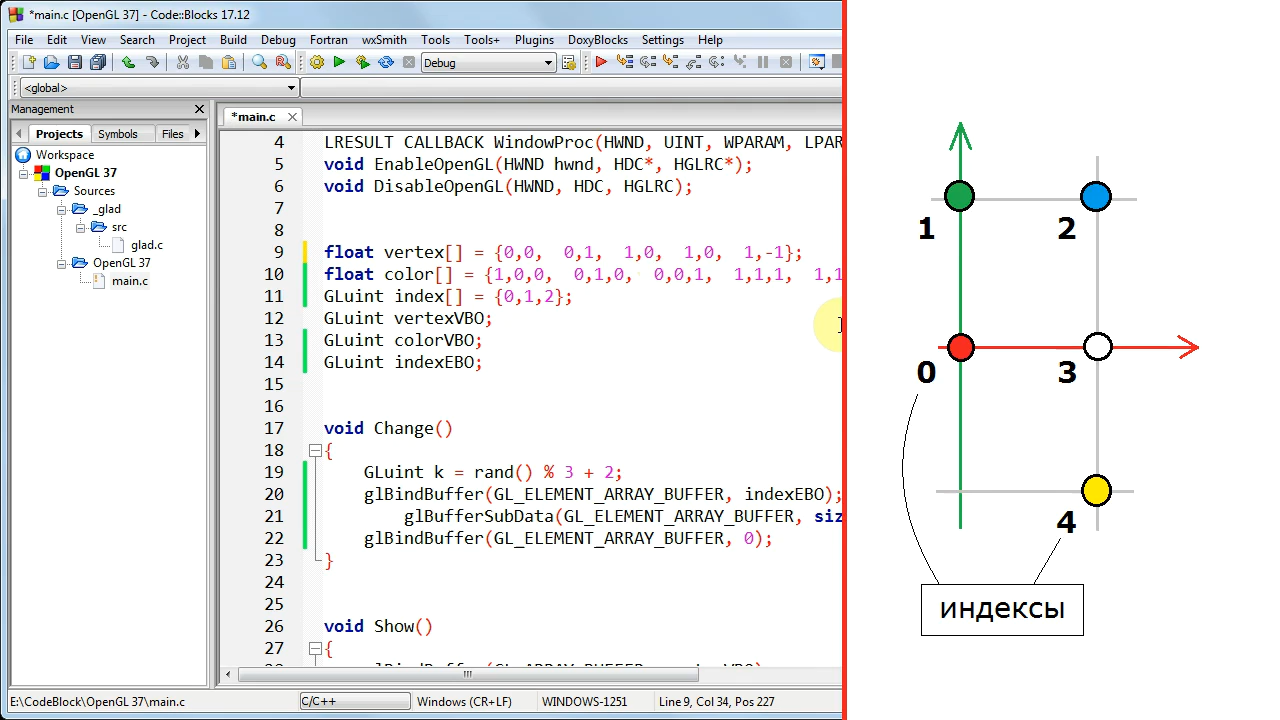 *main.c [OpenGL 37] - Code::Blocks 17.12
File Edit View Search Project Build Debug Fortran wxSmith Tools Tools+ Plugins DoxyBlocks Settings Help
Debug
<global>
Management
Projects Symbols Files
Workspace
OpenGL 37
Sources
_glad
src
glad.c
OpenGL 37
main.c
*main.c
4 LRESULT CALLBACK WindowProc(HWND, UINT, WPARAM, LPAR
5 void EnableOpenGL(HWND hwnd, HDC*, HGLRC*);
6 void DisableOpenGL(HWND, HDC, HGLRC);
7
8
9 float vertex[] = {0,0, 0,1, 1,0, 1,0, 1,-1};
10 float color[] = {1,0,0, 0,1,0, 0,0,1, 1,1,1, 1,1
11 GLuint index[] = {0,1,2};
12 GLuint vertexVBO;
13 GLuint colorVBO;
14 GLuint indexEBO;
15
16
17 void Change()
18 {
19 GLuint k = rand() % 3 + 2;
20 glBindBuffer(GL_ELEMENT_ARRAY_BUFFER, indexEBO);
21 glBufferSubData(GL_ELEMENT_ARRAY_BUFFER, siz
22 glBindBuffer(GL_ELEMENT_ARRAY_BUFFER, 0);
23 }
24
25
26 void Show()
27 {
E:\CodeBlock\OpenGL 37\main.c C/C++ Windows (CR+LF) WINDOWS-1251 Line 9, Col 34, Pos 227
1 2
0 3
4
индексы